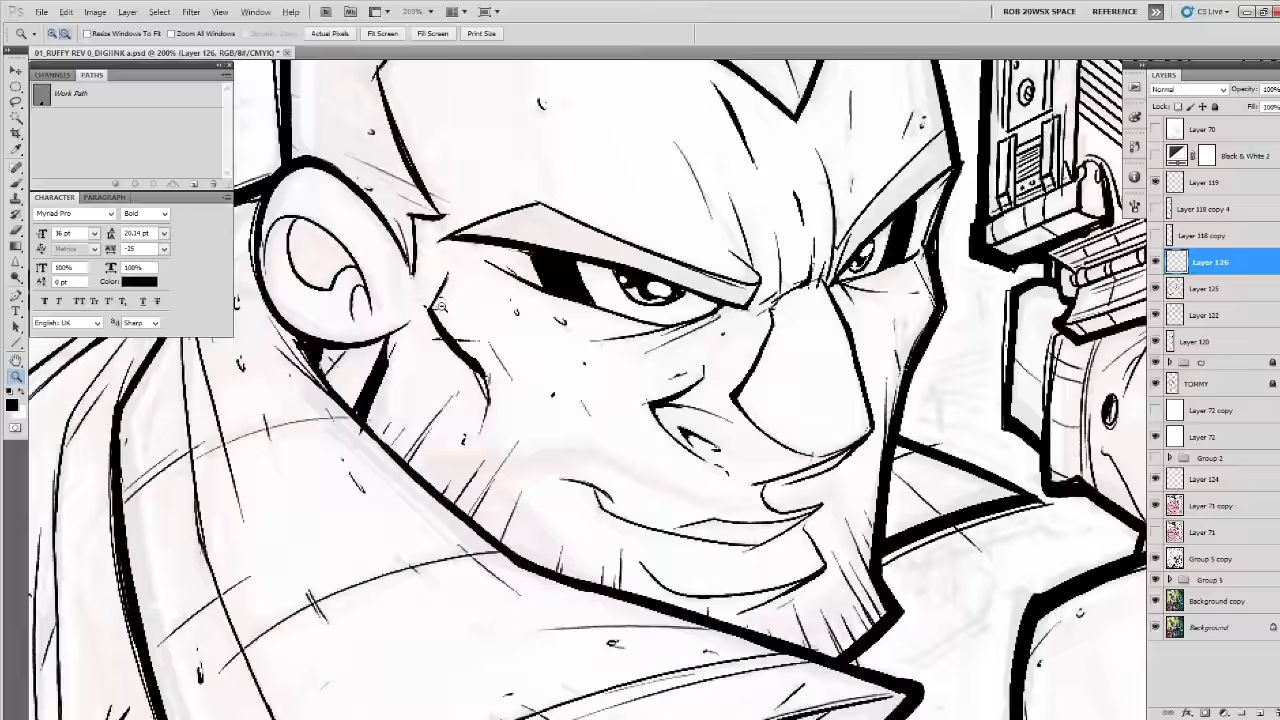 Ps File Edit Image Layer Select Filter View Window Help Br Mb 200% ROB 20WSX SPACE REFERENCE CS Live
Resize Windows To Fit Zoom All Windows Scrubby Zoom Actual Pixels Fit Screen Fill Screen Print Size
01_RUFFY REV 0_DIGIINK a.psd @ 200% (Layer 126, RGB/8#/CMYK) *
CHANNELS PATHS
Work Path
CHARACTER PARAGRAPH
Myriad Pro Bold
36 pt 20.14 pt
Metrics -25
100% 100%
0 pt Color:
English: UK Sharp
LAYERS
Normal Opacity: 100%
Lock: Fill: 100%
Layer 70
Black & White 2
Layer 119
Layer 118 copy 4
Layer 118 copy
Layer 126
Layer 125
Layer 122
Layer 120
CJ
TOMMY
Layer 72 copy
Layer 72
Group 2
Layer 124
Layer 71 copy
Layer 71
Group 5 copy
Group 5
Background copy
Background